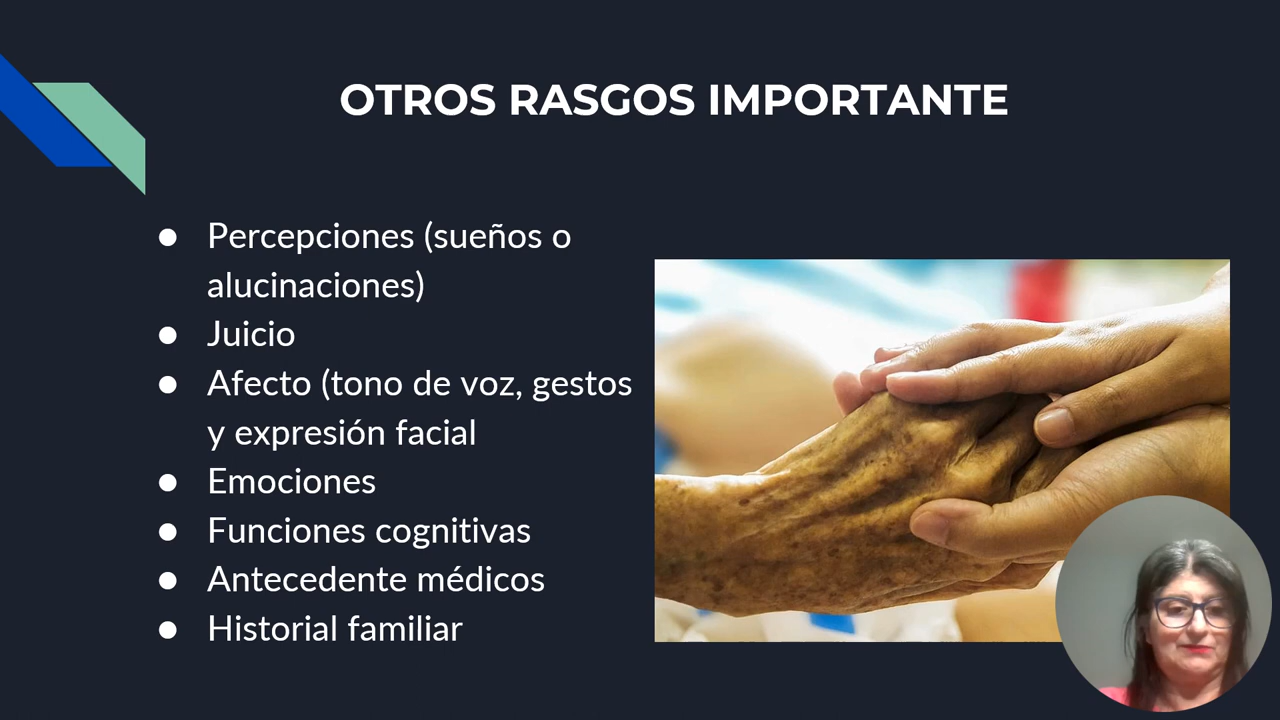 OTROS RASGOS IMPORTANTE
● Percepciones (sueños o
alucinaciones)
● Juicio
● Afecto (tono de voz, gestos
y expresión facial
● Emociones
● Funciones cognitivas
● Antecedente médicos
● Historial familiar